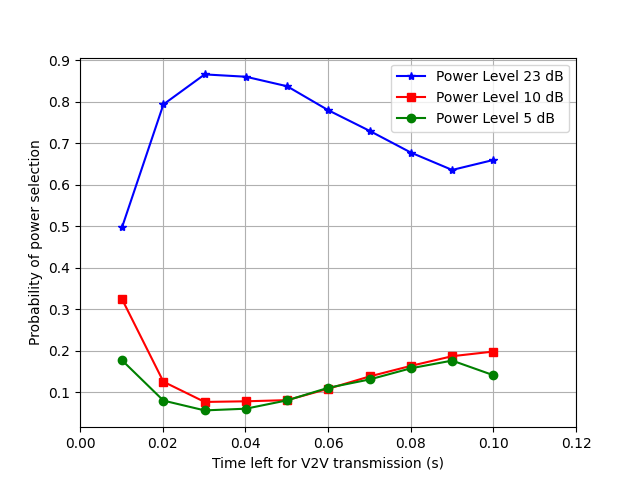 Power Level 23 dB
Power Level 10 dB
Power Level 5 dB
Probability of power selection
0.9
0.8
0.7
0.6
0.5
0.4
0.3
0.2
0.1
0.00 0.02 0.04 0.06 0.08 0.10 0.12
Time left for V2V transmission (s)